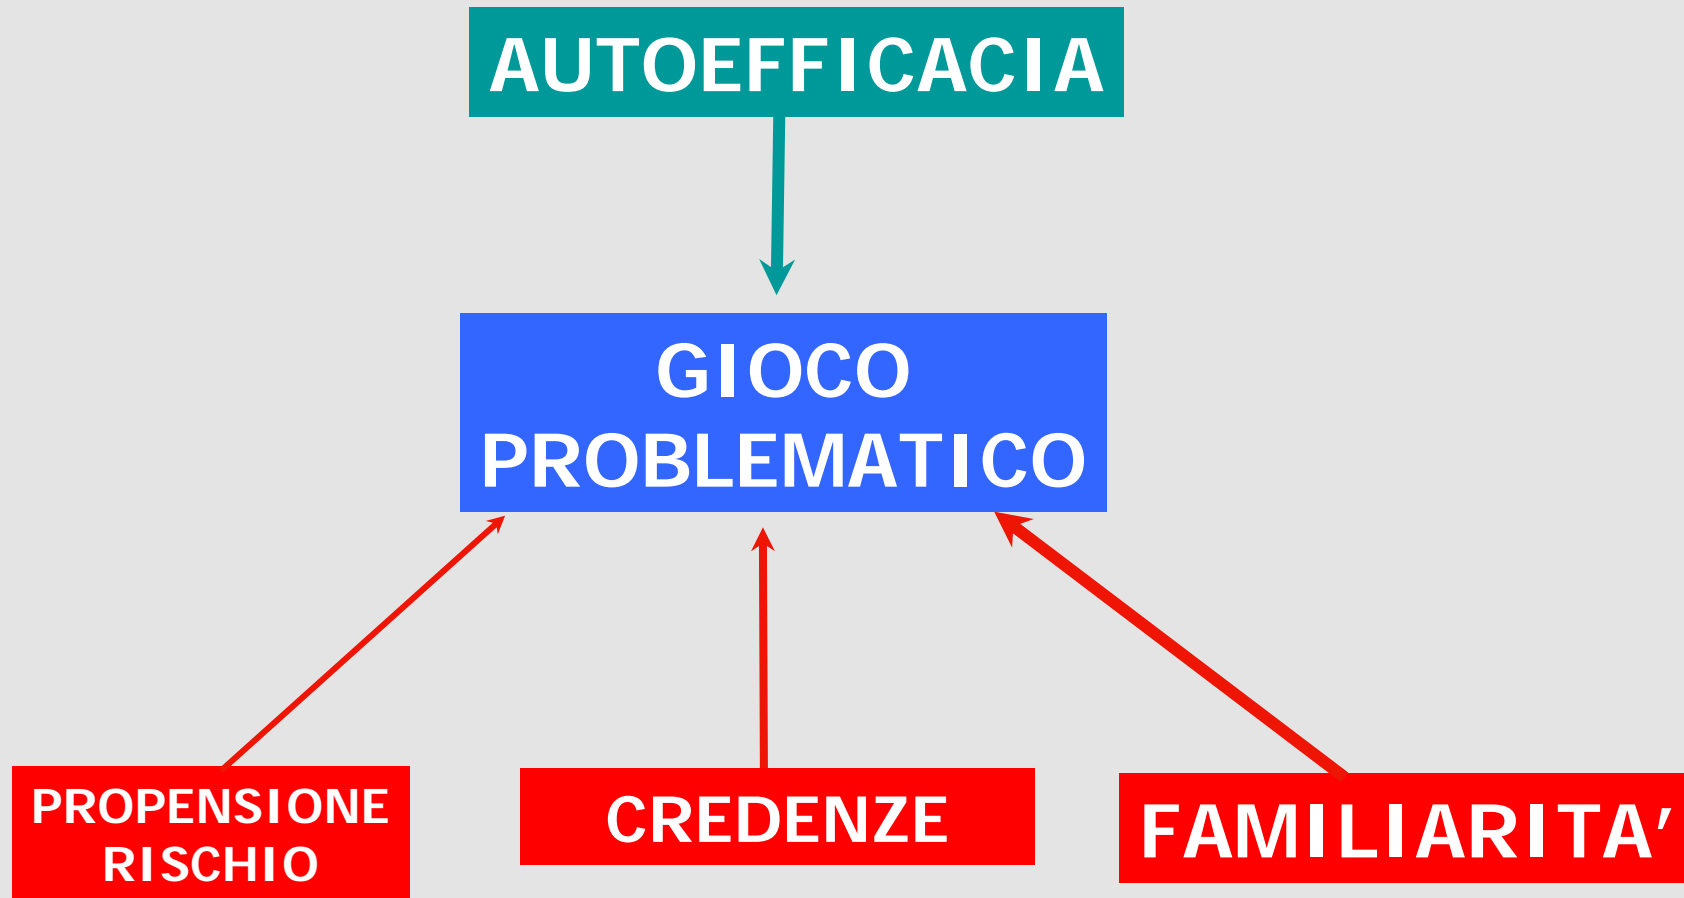 AUTOEFFICACIA
GIOCO
PROBLEMATICO
PROPENSIONE
RISCHIO
CREDENZE
FAMILIARITA’